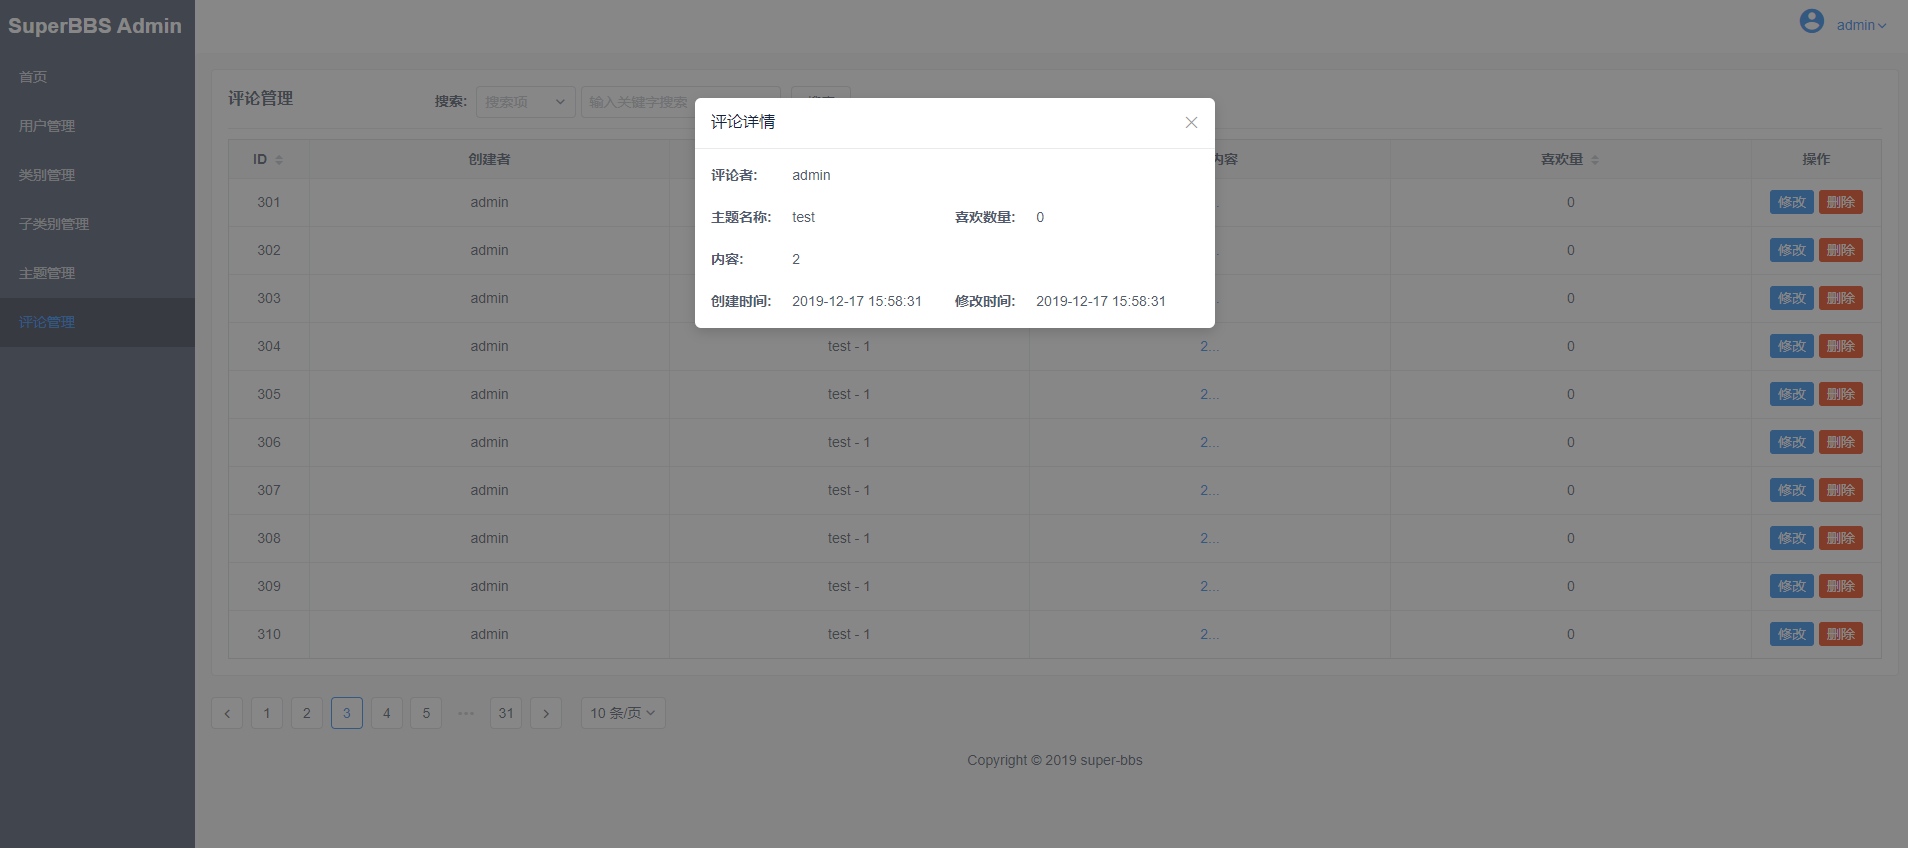 SuperBBS Admin
admin
首页
用户管理
类别管理
子类别管理
主题管理
评论管理
评论管理 搜索: 搜索项 输入关键字搜索
评论详情
评论者: admin
主题名称: test 喜欢数量: 0
内容: 2
创建时间: 2019-12-17 15:58:31 修改时间: 2019-12-17 15:58:31
ID 创建者 内容 喜欢量 操作
301 admin 0 修改 删除
302 admin 0 修改 删除
303 admin 0 修改 删除
304 admin test - 1 2... 0 修改 删除
305 admin test - 1 2... 0 修改 删除
306 admin test - 1 2... 0 修改 删除
307 admin test - 1 2... 0 修改 删除
308 admin test - 1 2... 0 修改 删除
309 admin test - 1 2... 0 修改 删除
310 admin test - 1 2... 0 修改 删除
1 2 3 4 5 ••• 31 10 条/页
Copyright © 2019 super-bbs